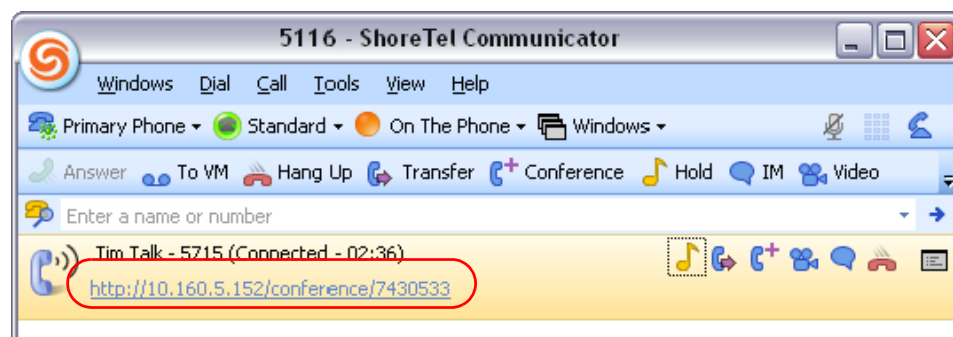 5116 - ShoreTel Communicator
Windows Dial Call Tools View Help
Primary Phone Standard On The Phone Windows
Answer To VM Hang Up Transfer Conference Hold IM Video
Enter a name or number
Tim Talk - 5715 (Connected - 02:36)
http://10.160.5.152/conference/7430533